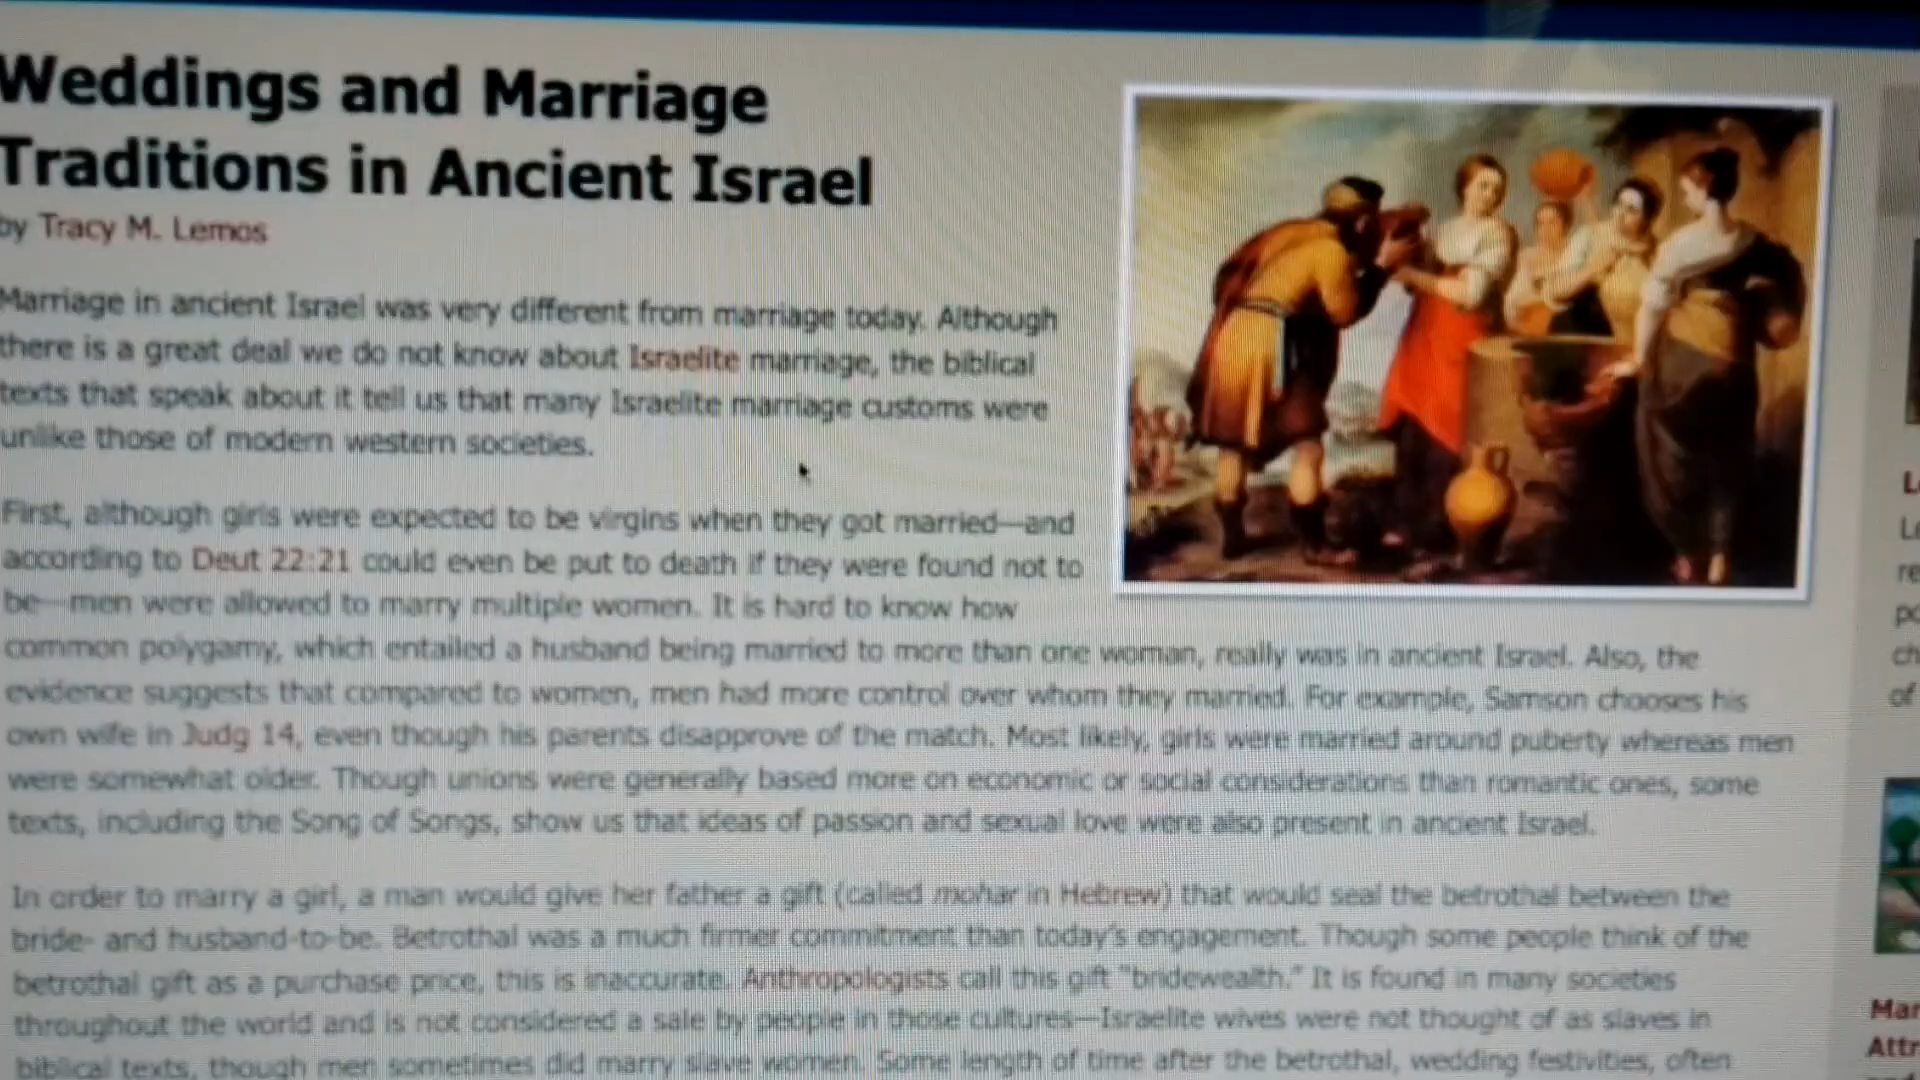 Weddings and Marriage
Traditions in Ancient Israel
by Tracy M. Lemos
Marriage in ancient Israel was very different from marriage today. Although
there is a great deal we do not know about Israelite marriage, the biblical
texts that speak about it tell us that many Israelite marriage customs were
unlike those of modern western societies.
First, although girls were expected to be virgins when they got married—and
according to Deut 22:21 could even be put to death if they were found not to
be—men were allowed to marry multiple women. It is hard to know how
common polygamy, which entailed a husband being married to more than one woman, really was in ancient Israel. Also, the
evidence suggests that compared to women, men had more control over whom they married. For example, Samson chooses his
own wife in Judg 14, even though his parents disapprove of the match. Most likely, girls were married around puberty whereas men
were somewhat older. Though unions were generally based more on economic or social considerations than romantic ones, some
texts, including the Song of Songs, show us that ideas of passion and sexual love were also present in ancient Israel.
In order to marry a girl, a man would give her father a gift (called mohar in Hebrew) that would seal the betrothal between the
bride- and husband-to-be. Betrothal was a much firmer commitment than today's engagement. Though some people think of the
betrothal gift as a purchase price, this is inaccurate. Anthropologists call this gift "bridewealth." It is found in many societies
throughout the world and is not considered a sale by people in those cultures—Israelite wives were not thought of as slaves in
biblical texts, though men sometimes did marry slave women. Some length of time after the betrothal, wedding festivities, often